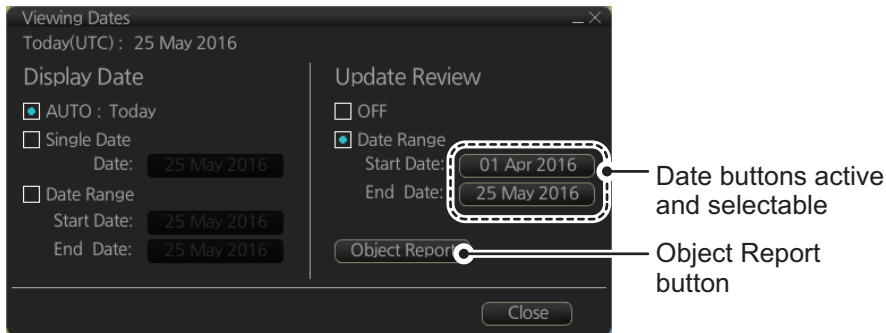 Viewing Dates
Today(UTC) : 25 May 2016
Display Date
AUTO : Today
Single Date
Date: 25 May 2016
Date Range
Start Date: 25 May 2016
End Date: 25 May 2016
Update Review
OFF
Date Range
Start Date: 01 Apr 2016
End Date: 25 May 2016
Object Report
Close
Date buttons active
and selectable
Object Report
button